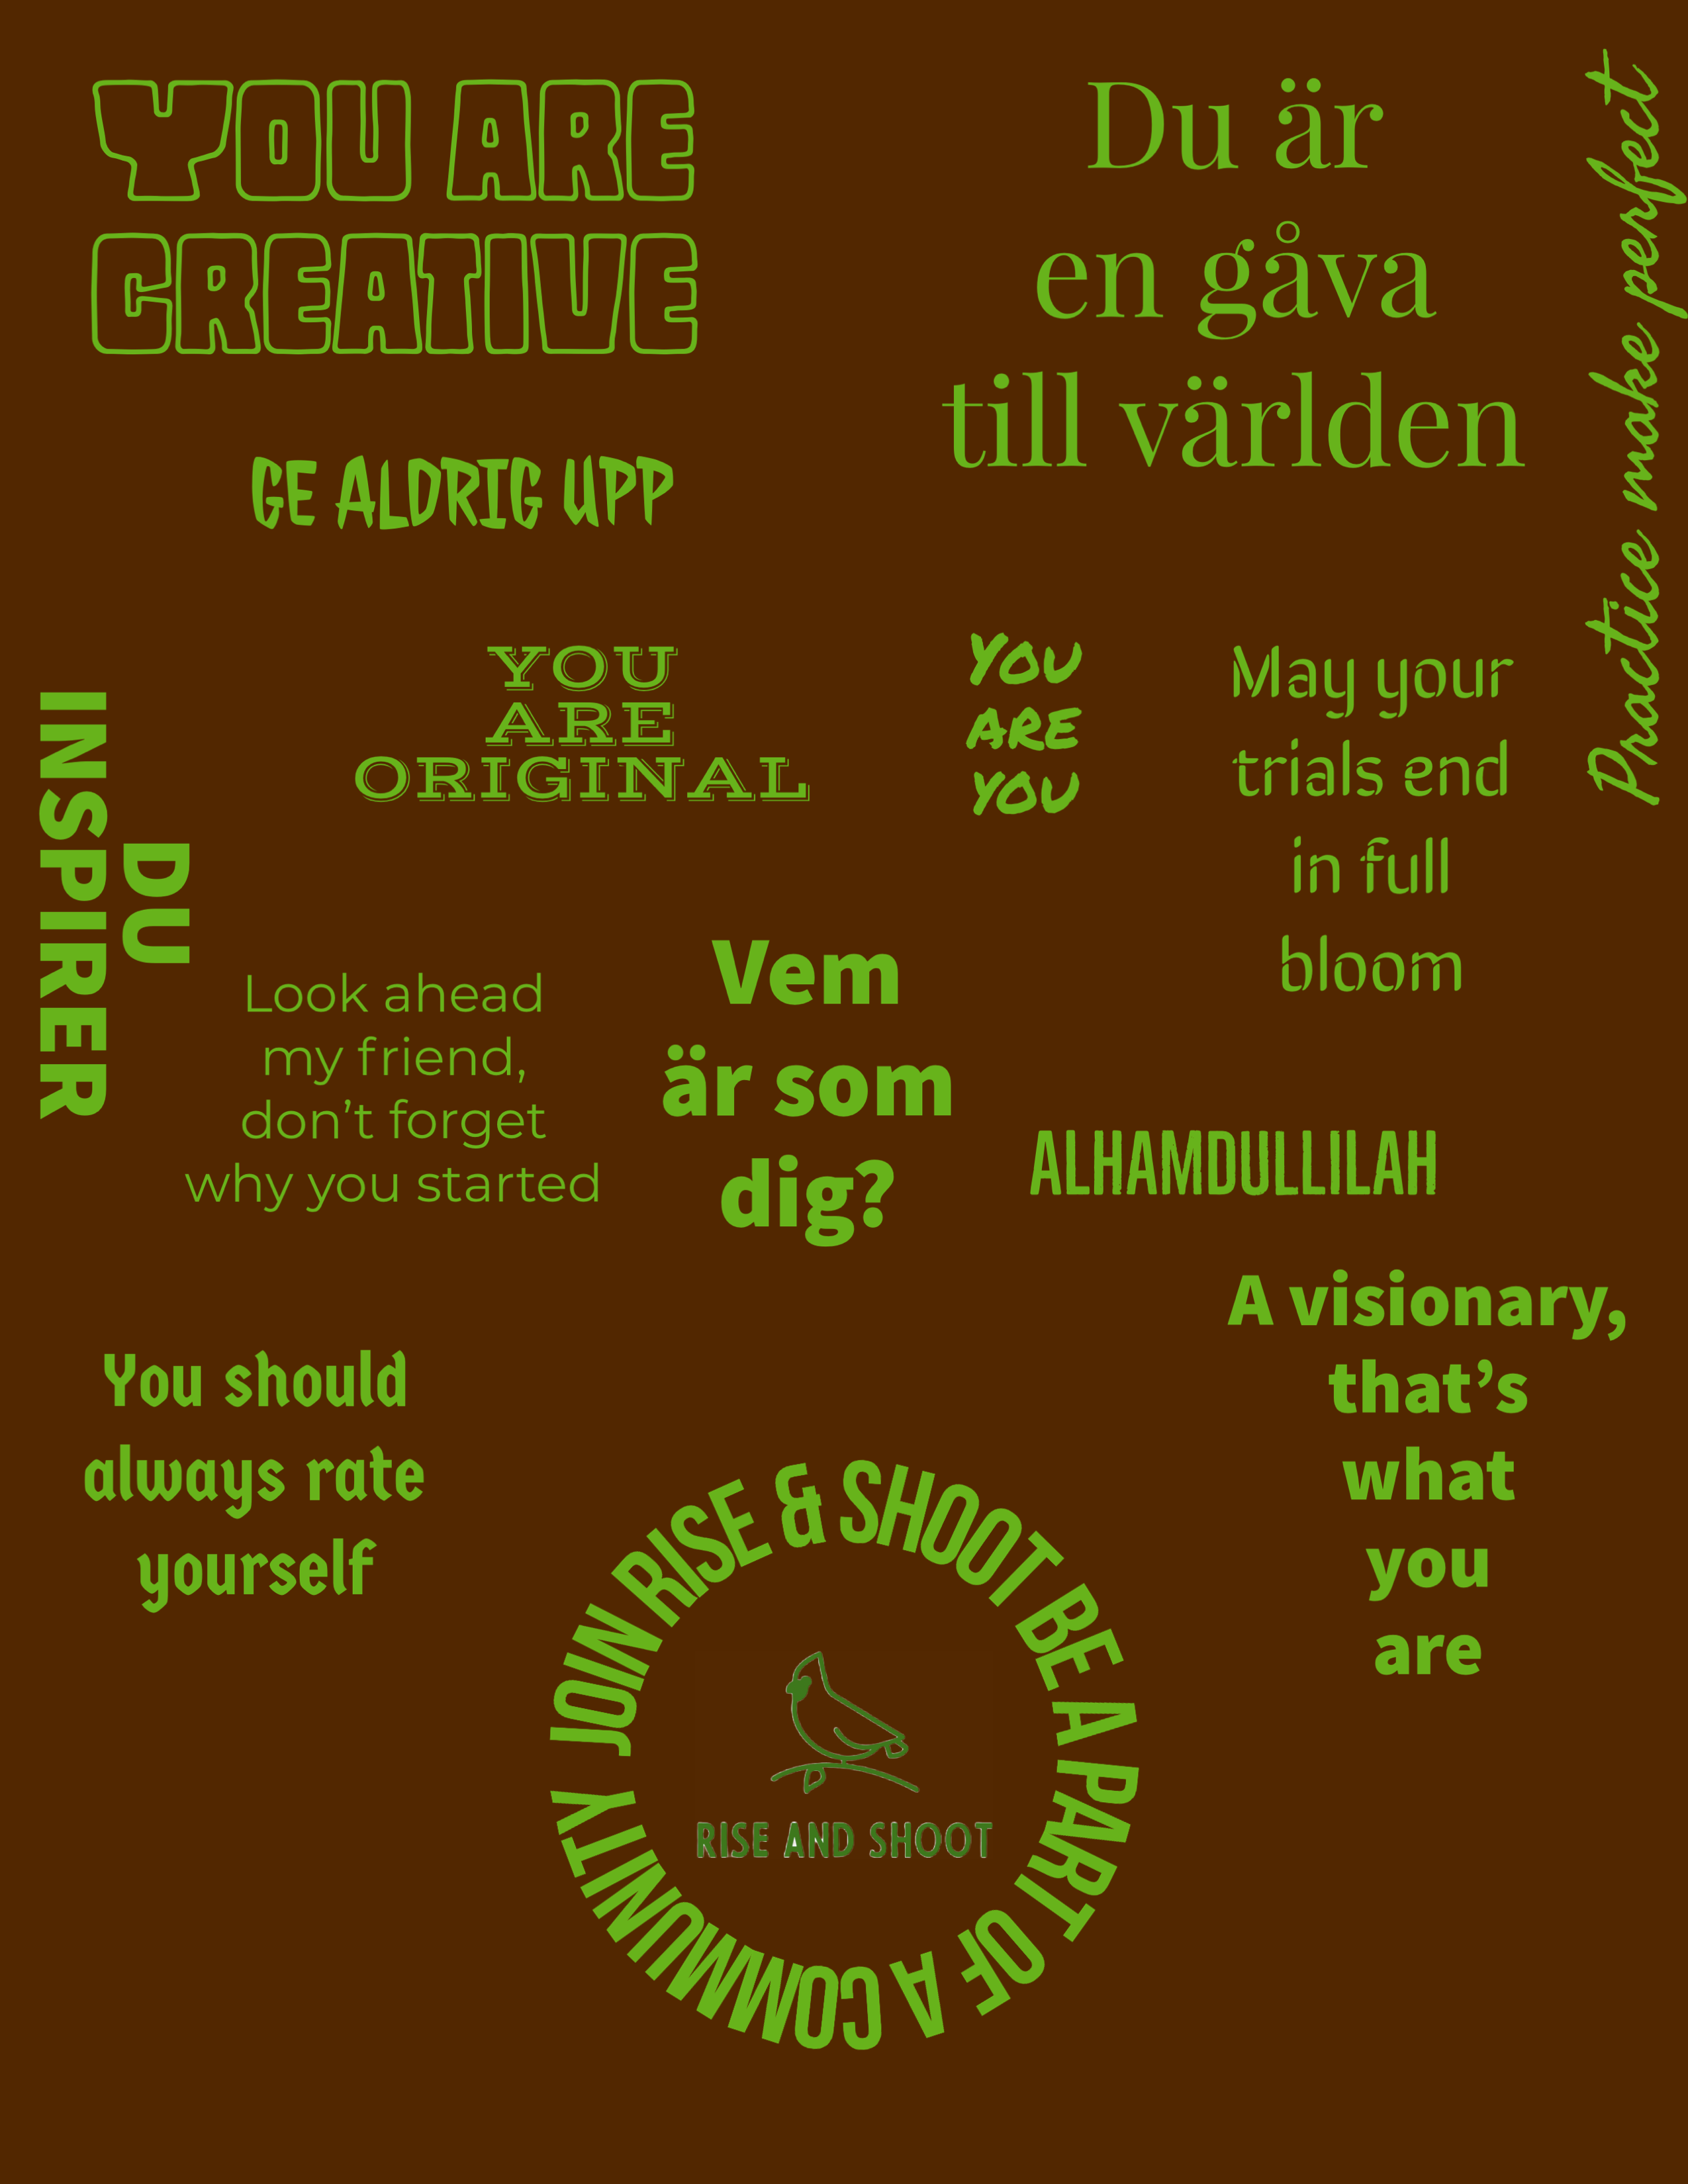 YOU ARE
CREATIVE
Du är
en gåva
till världen
Practice make perfect
GE ALDRIG UPP
YOU
ARE
ORIGINAL
YOU
ARE
YOU
May your
trials end
in full
bloom
DU
INSPIRER
Look ahead
my friend,
don't forget
why you started
Vem
är som
dig?
ALHAMDULLILAH
A visionary,
that's
what
you
are
You should
always rate
yourself
JOIN RISE & SHOOT BE A PART OF A COMMMUNITY
RISE AND SHOOT